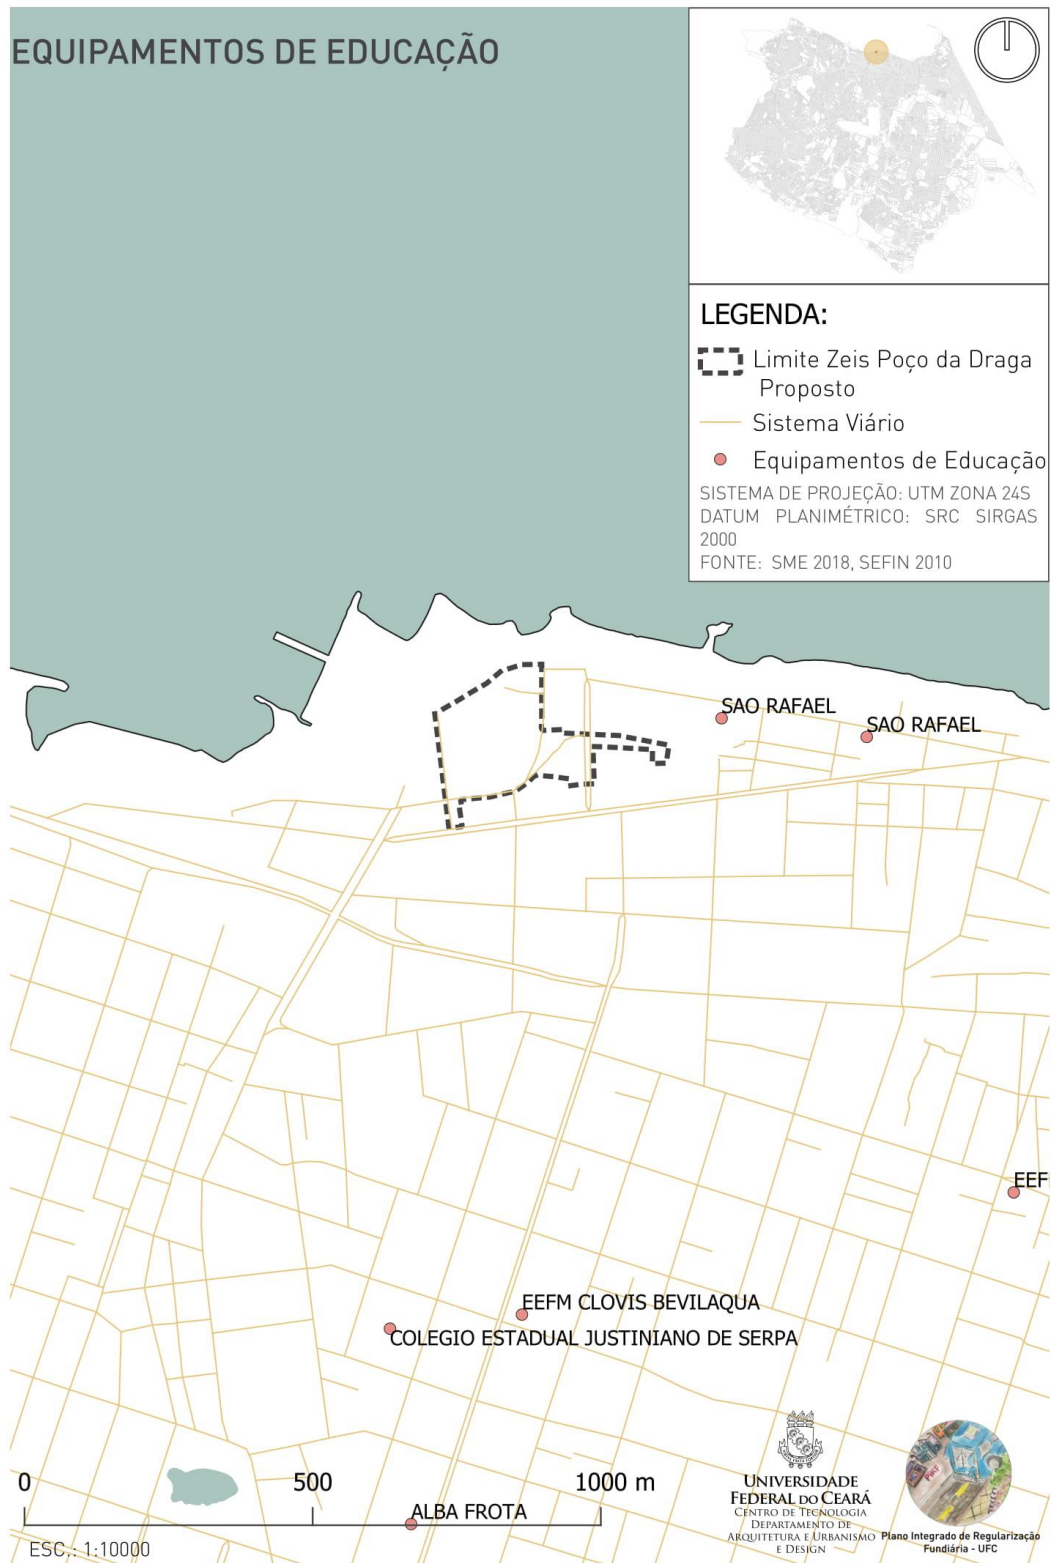 EQUIPAMENTOS DE EDUCAÇÃO
LEGENDA:
Limite Zeis Poço da Draga
Proposto
Sistema Viário
Equipamentos de Educação
SISTEMA DE PROJEÇÃO: UTM ZONA 24S
DATUM PLANIMÉTRICO: SRC SIRGAS
2000
FONTE: SME 2018, SEFIN 2010
SAO RAFAEL
SAO RAFAEL
EEF
EEFM CLOVIS BEVILAQUA
COLEGIO ESTADUAL JUSTINIANO DE SERPA
ALBA FROTA
0 500 1000 m
ESC.: 1:10000
UNIVERSIDADE
FEDERAL DO CEARÁ
CENTRO DE TECNOLOGIA
DEPARTAMENTO DE
ARQUITETURA E URBANISMO
E DESIGN
Plano Integrado de Regularização
Fundiária - UFC